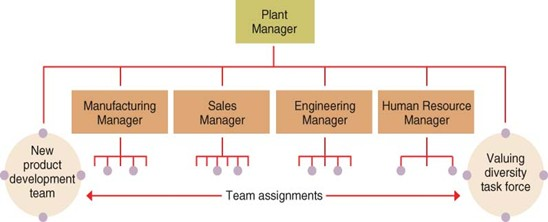 Plant
Manager
Manufacturing
Manager
Sales
Manager
Engineering
Manager
Human Resource
Manager
New
product
development
team
Valuing
diversity
task force
Team assignments